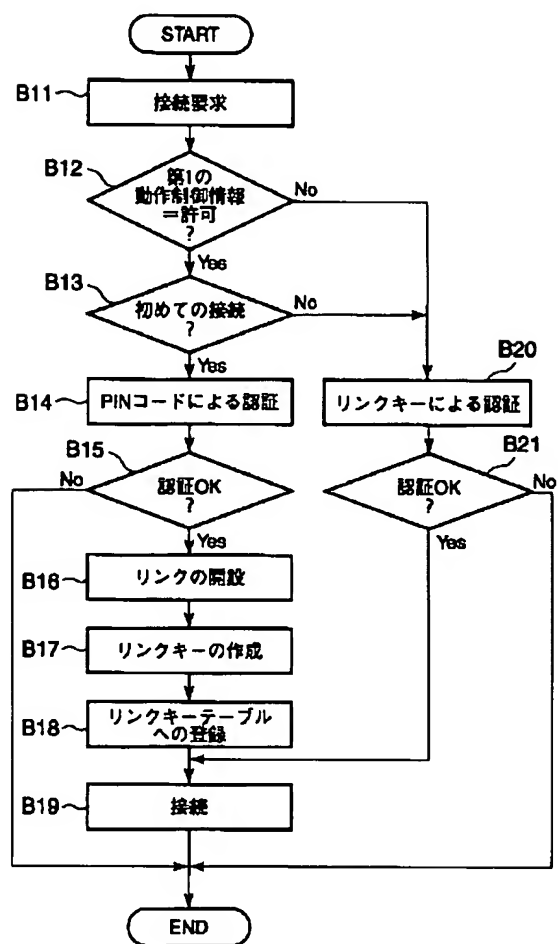 START
B11
接続要求
B12
第1の
動作制御情報
＝許可
?
No
Yes
B13
初めての接続
?
No
Yes
B14
PINコードによる認証
B20
リンクキーによる認証
B15
認証OK
?
No
Yes
B21
認証OK
?
No
Yes
B16
リンクの開設
B17
リンクキーの作成
B18
リンクキーテーブル
への登録
B19
接続
END